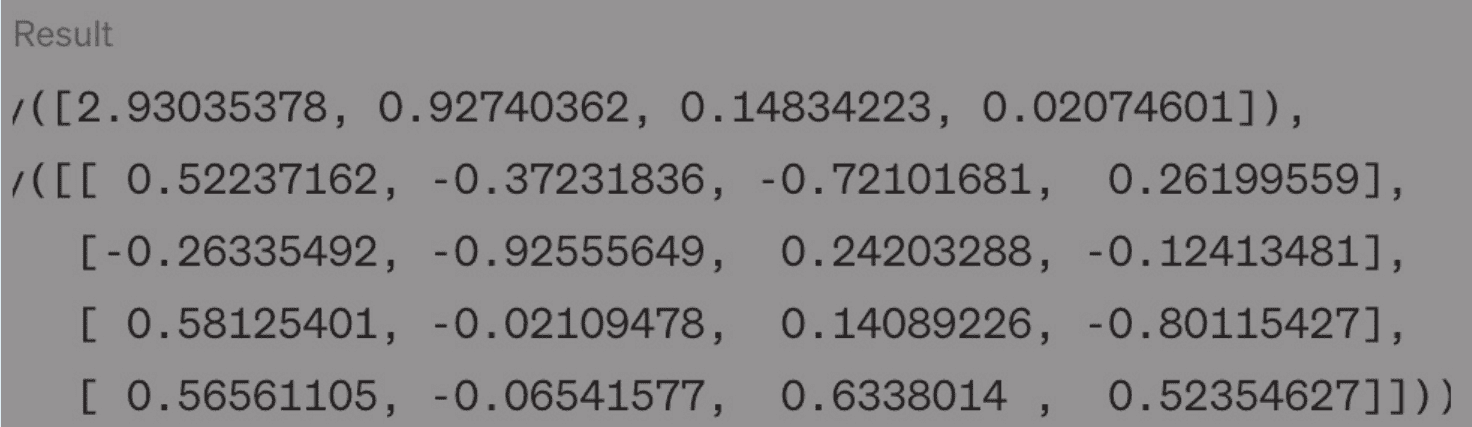 Result
y([2.93035378, 0.92740362, 0.14834223, 0.02074601]),
y([[ 0.52237162, -0.37231836, -0.72101681,  0.26199559],
[-0.26335492, -0.92555649,  0.24203288, -0.12413481],
[ 0.58125401, -0.02109478,  0.14089226, -0.80115427],
[ 0.56561105, -0.06541577,  0.6338014 ,  0.52354627]]))